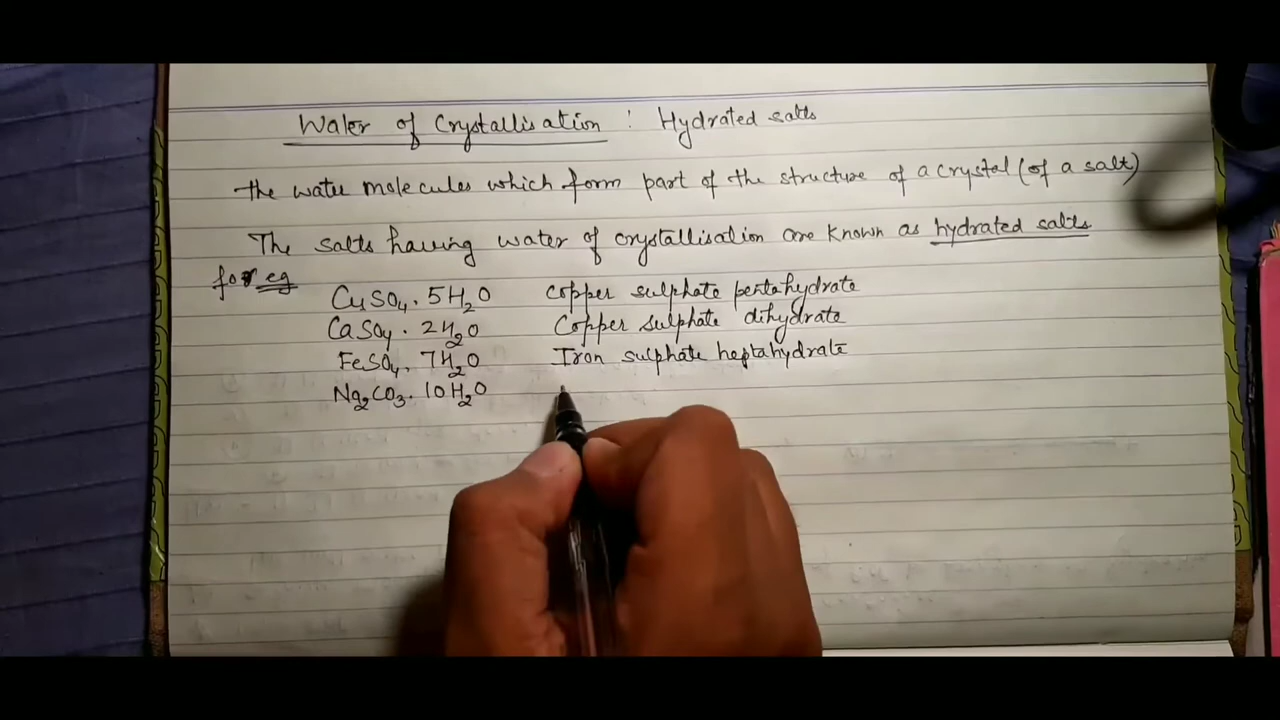 Water of Crystallisation : Hydrated salts
the water molecules which form part of the structure of a crystal (of a salt)
The salts having water of crystallisation are known as hydrated salts
for eg
CuSO4 . 5H2O Copper sulphate pentahydrate
CaSO4 . 2H2O Copper sulphate dihydrate
FeSO4 . 7H2O Iron sulphate heptahydrate
Na2CO3 . 10H2O